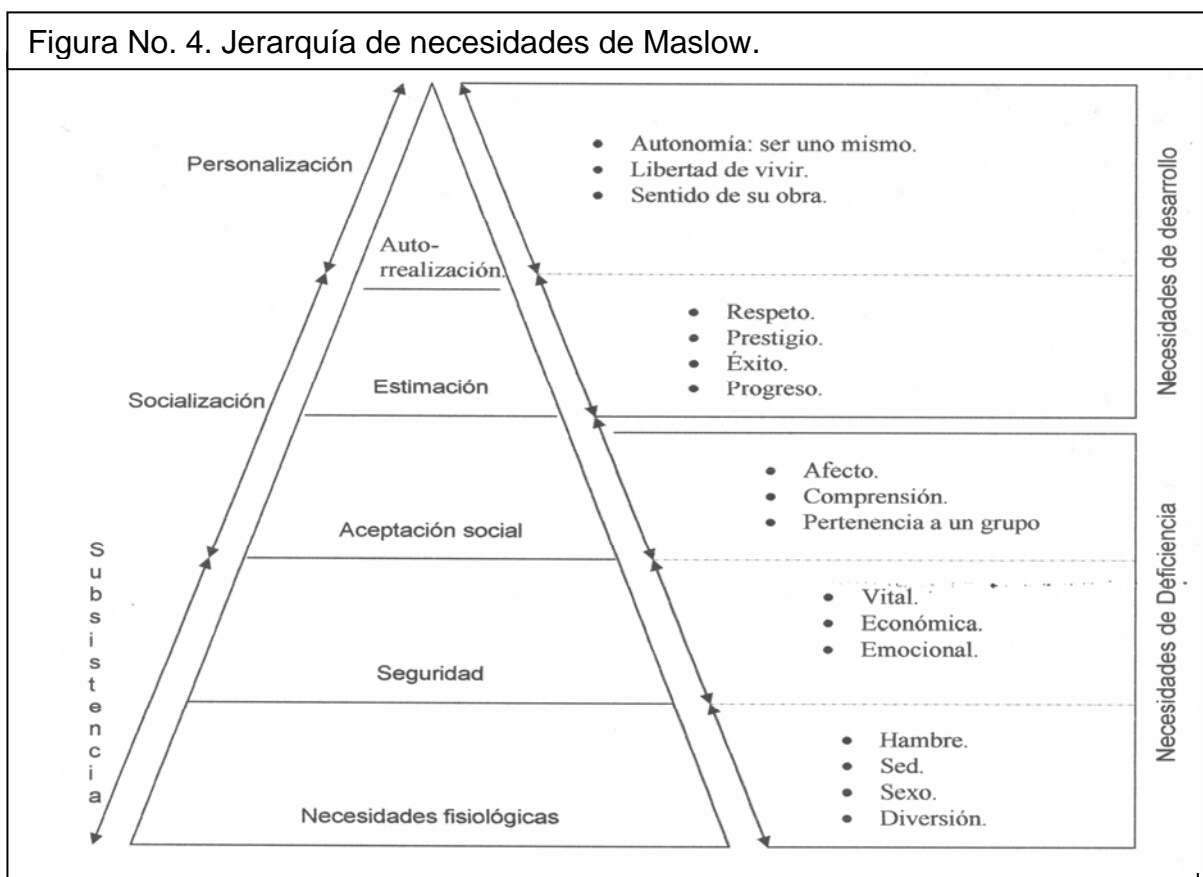 Figura No. 4. Jerarquía de necesidades de Maslow.
Personalización
Auto-
rrealización.
• Autonomía: ser uno mismo.
• Libertad de vivir.
• Sentido de su obra.
Necesidades de desarrollo
Socialización
Estimación
• Respeto.
• Prestigio.
• Éxito.
• Progreso.
Aceptación social
• Afecto.
• Comprensión.
• Pertenencia a un grupo
Necesidades de Deficiencia
Subsistencia
Seguridad
• Vital.
• Económica.
• Emocional.
Necesidades fisiológicas
• Hambre.
• Sed.
• Sexo.
• Diversión.